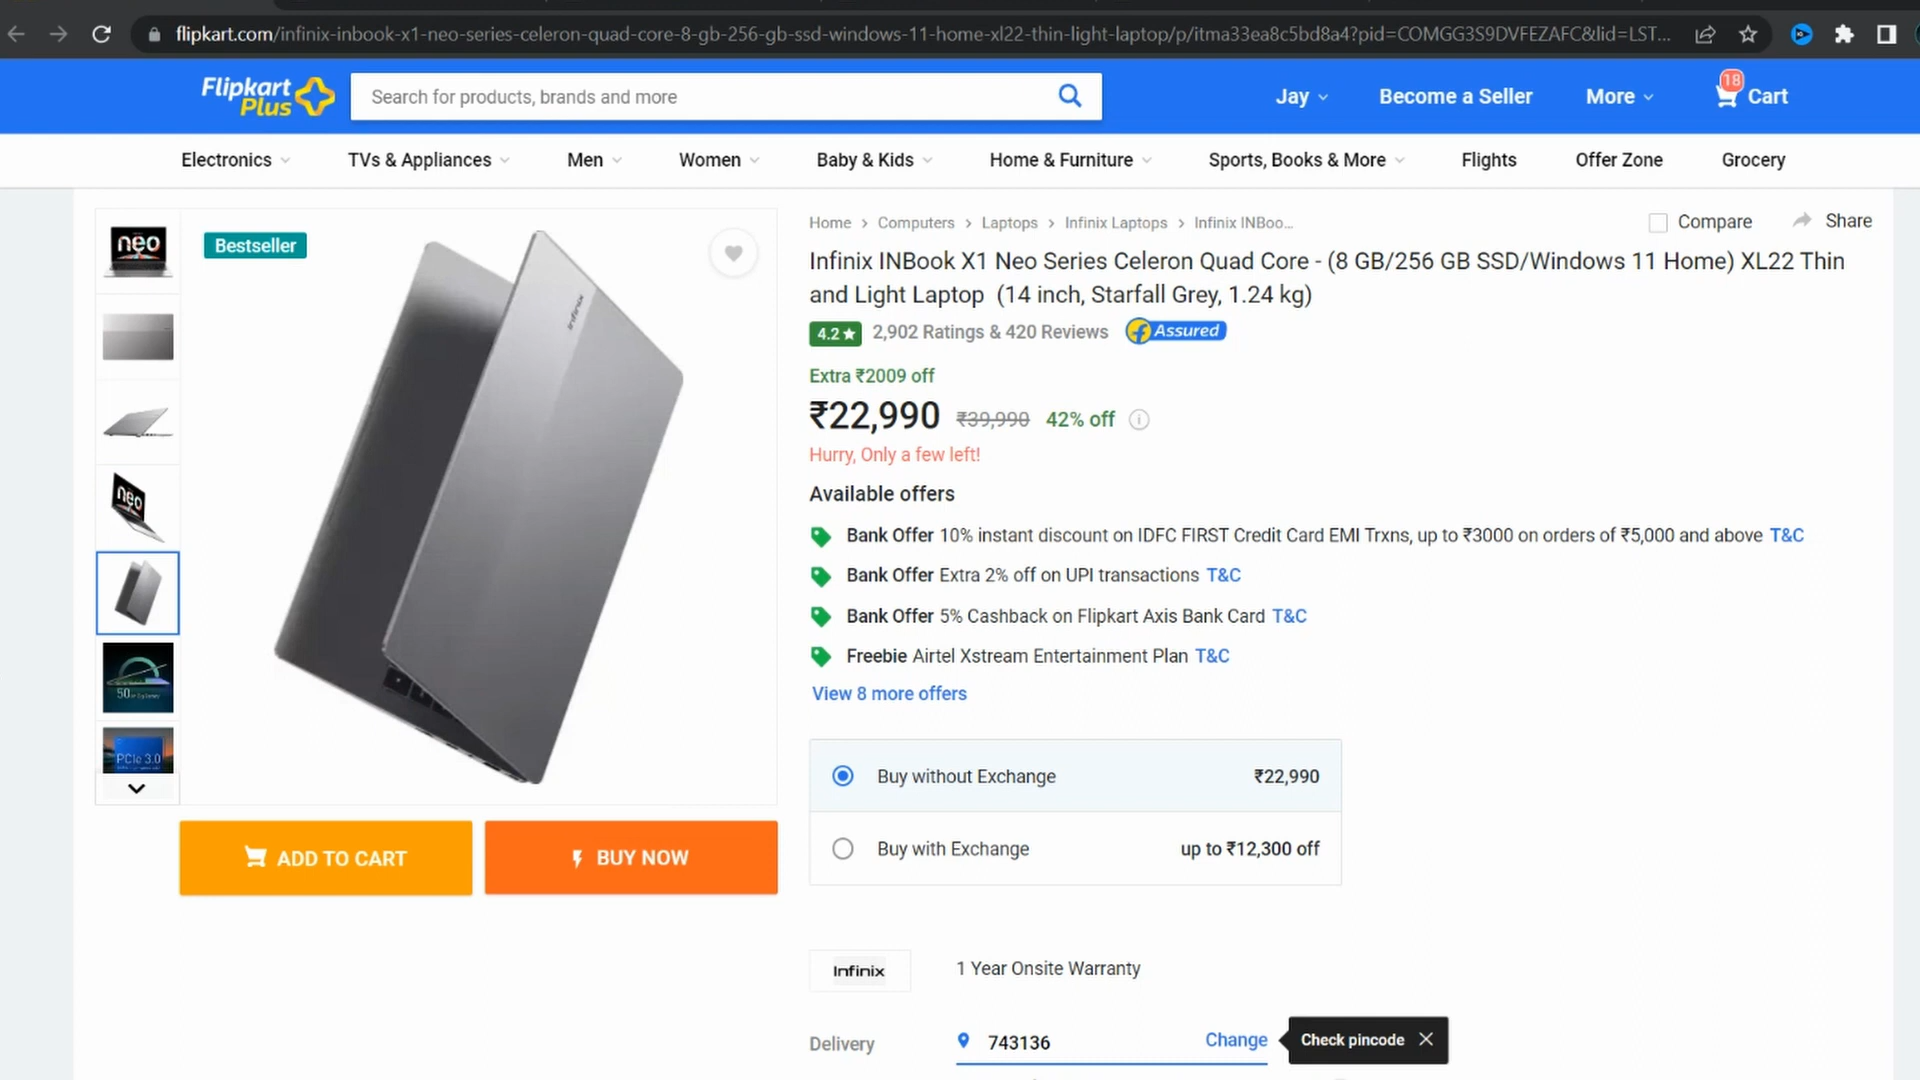 flipkart.com/infinix-inbook-x1-neo-series-celeron-quad-core-8-gb-256-gb-ssd-windows-11-home-xl22-thin-light-laptop/p/itma33ea8c5bd8a4?pid=COMGG3S9DVFEZAFC&lid=LST...
Flipkart
Plus
Search for products, brands and more
Jay
Become a Seller
More
18
Cart
Electronics
TVs & Appliances
Men
Women
Baby & Kids
Home & Furniture
Sports, Books & More
Flights
Offer Zone
Grocery
neo
Bestseller
Infinix
neo
50
PCIe 3.0
ADD TO CART
BUY NOW
Home > Computers > Laptops > Infinix Laptops > Infinix INBoo...
Compare
Share
Infinix INBook X1 Neo Series Celeron Quad Core - (8 GB/256 GB SSD/Windows 11 Home) XL22 Thin
and Light Laptop (14 inch, Starfall Grey, 1.24 kg)
4.2★ 2,902 Ratings & 420 Reviews Assured
Extra ₹2009 off
₹22,990 ₹39,990 42% off
Hurry, Only a few left!
Available offers
Bank Offer 10% instant discount on IDFC FIRST Credit Card EMI Trxns, up to ₹3000 on orders of ₹5,000 and above T&C
Bank Offer Extra 2% off on UPI transactions T&C
Bank Offer 5% Cashback on Flipkart Axis Bank Card T&C
Freebie Airtel Xstream Entertainment Plan T&C
View 8 more offers
Buy without Exchange ₹22,990
Buy with Exchange up to ₹12,300 off
Infinix
1 Year Onsite Warranty
Delivery
743136
Change
Check pincode